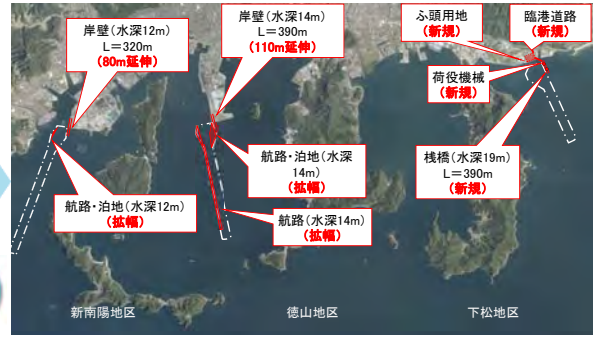 岸壁(水深12m)
L=320m
(80m延伸)
岸壁(水深14m)
L=390m
(110m延伸)
ふ頭用地
(新規)
臨港道路
(新規)
荷役機械
(新規)
航路・泊地(水深
14m)
(拡幅)
桟橋(水深19m)
L=390m
(新規)
航路・泊地(水深12m)
(拡幅)
航路(水深14m)
(拡幅)
新南陽地区
徳山地区
下松地区